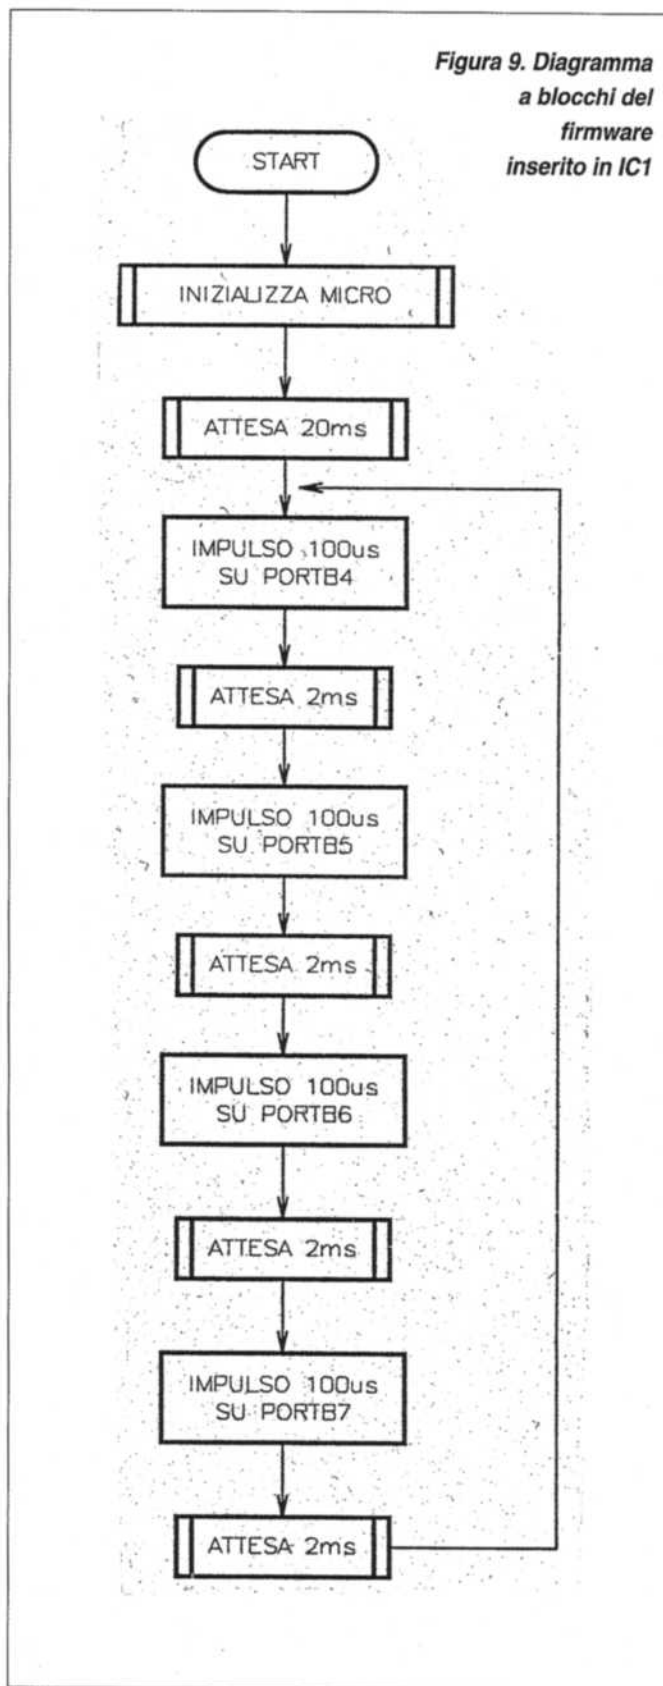 Figura 9. Diagramma
a blocchi del
firmware
inserito in IC1
START
INIZIALIZZA MICRO
ATTESA 20ms
IMPULSO 100us
SU PORTB4
ATTESA 2ms
IMPULSO 100us
SU PORTB5
ATTESA 2ms
IMPULSO 100us
SU PORTB6
ATTESA 2ms
IMPULSO 100us
SU PORTB7
ATTESA 2ms